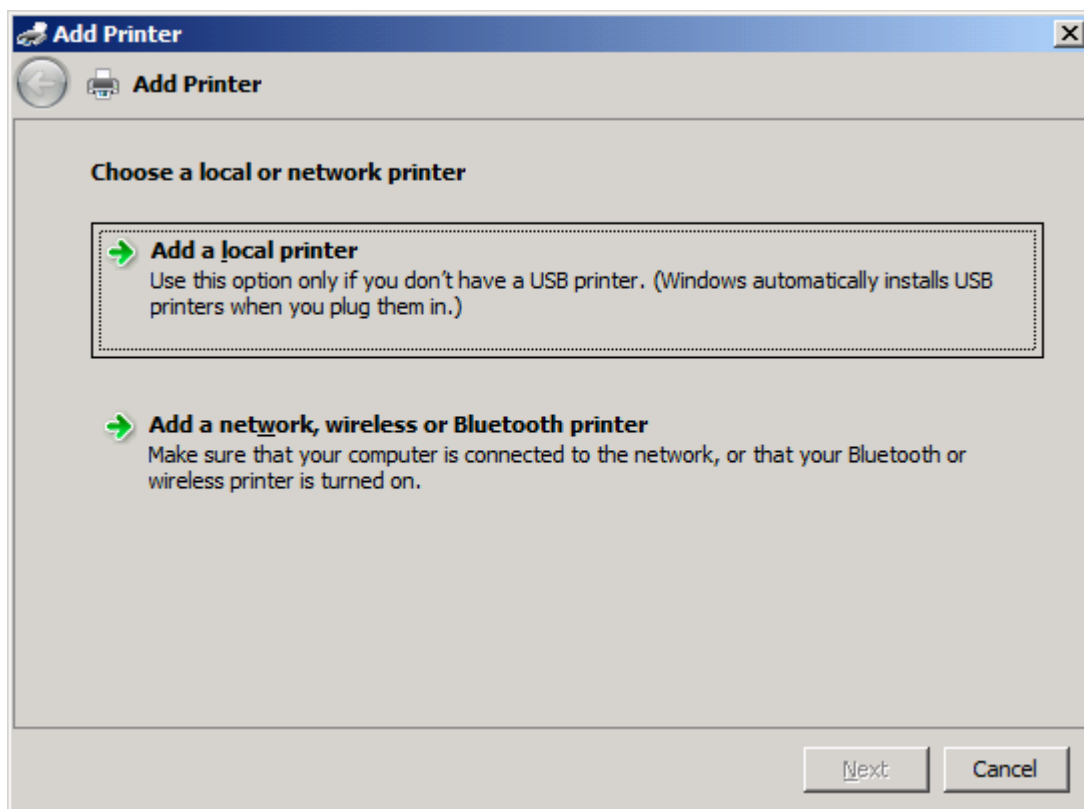 Add Printer
Add Printer
Choose a local or network printer
Add a local printer
Use this option only if you don't have a USB printer. (Windows automatically installs USB
printers when you plug them in.)
Add a network, wireless or Bluetooth printer
Make sure that your computer is connected to the network, or that your Bluetooth or
wireless printer is turned on.
Next
Cancel